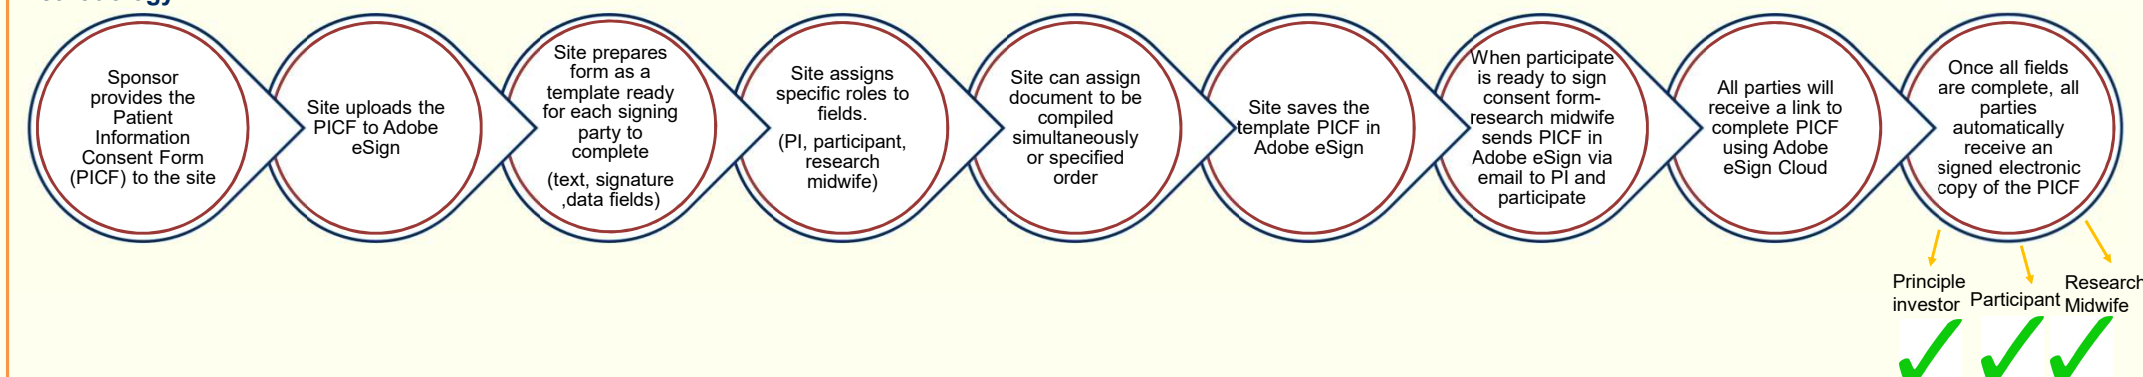 Sponsor
provides the
Patient
Information
Consent Form
(PICF) to the site
Site uploads the
PICF to Adobe
eSign
Site prepares
form as a
template ready
for each signing
party to
complete
(text, signature
,data fields)
Site assigns
specific roles to
fields.
(PI, participant,
research
midwife)
Site can assign
document to be
compiled
simultaneously
or specified
order
Site saves the
template PICF in
Adobe eSign
When participate
is ready to sign
consent form-
research midwife
sends PICF in
Adobe eSign via
email to PI and
participate
All parties will
receive a link to
complete PICF
using Adobe
eSign Cloud
Once all fields
are complete, all
parties
automatically
receive an
signed electronic
copy of the PICF
Principle
investor
Participant
Research
Midwife